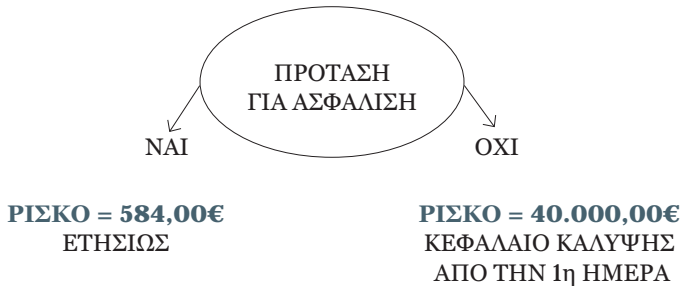 ΠΡΟΤΑΣΗ
ΓΙΑ ΑΣΦΑΛΙΣΗ
ΝΑΙ
ΟΧΙ
ΡΙΣΚΟ = 584,00€
ΕΤΗΣΙΩΣ
ΡΙΣΚΟ = 40.000,00€
ΚΕΦΑΛΑΙΟ ΚΑΛΥΨΗΣ
ΑΠΟ ΤΗΝ 1η ΗΜΕΡΑ